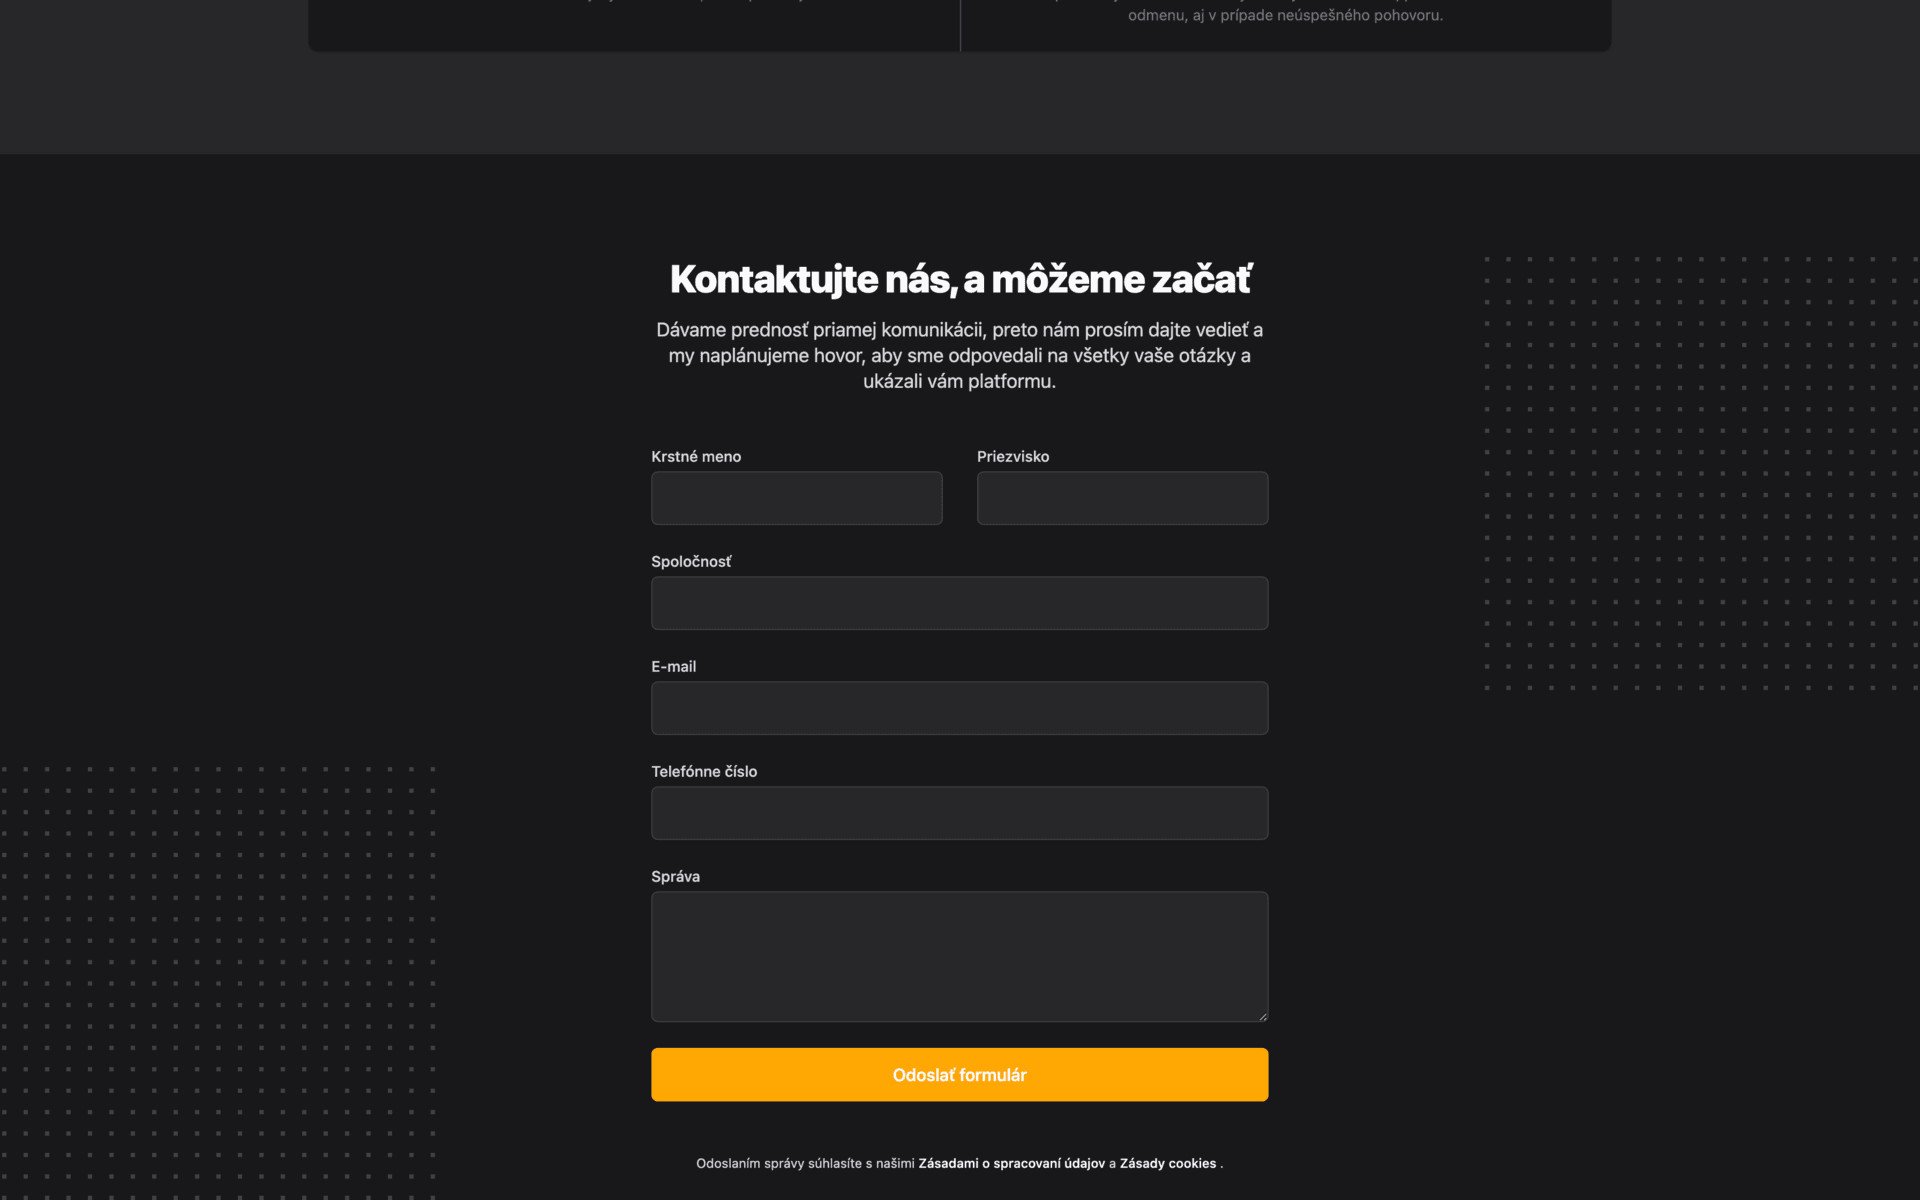 odmenu, aj v prípade neúspešného pohovoru.
Kontaktujte nás, a môžeme začať
Dávame prednosť priamej komunikácii, preto nám prosím dajte vedieť a
my naplánujeme hovor, aby sme odpovedali na všetky vaše otázky a
ukázali vám platformu.
Krstné meno
Priezvisko
Spoločnosť
E-mail
Telefónne číslo
Správa
Odoslať formulár
Odoslaním správy súhlasíte s našimi Zásadami o spracovaní údajov a Zásady cookies .